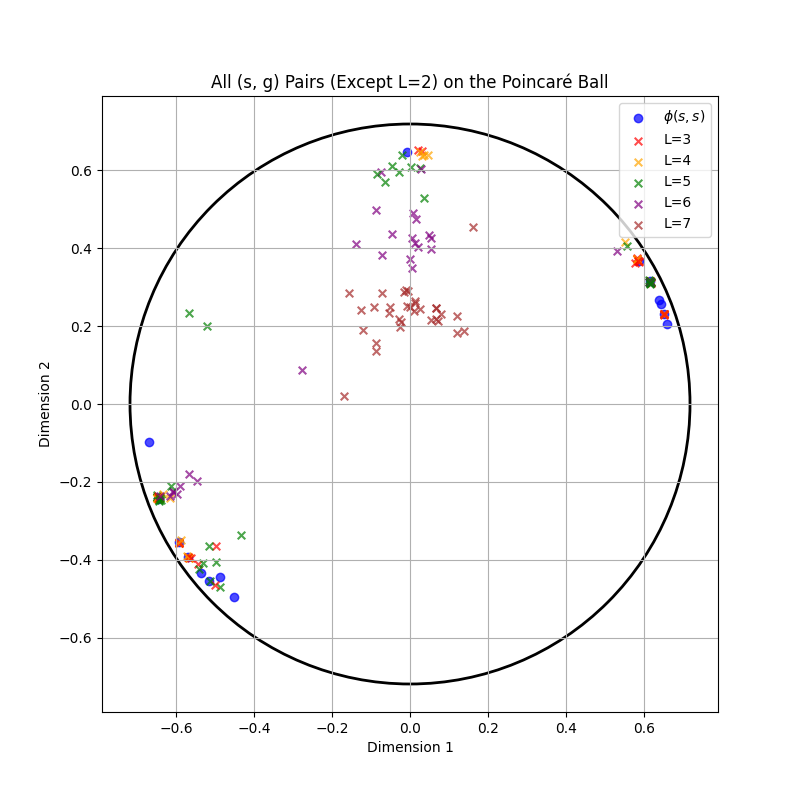 All (s, g) Pairs (Except L=2) on the Poincaré Ball
ϕ(s, s)
L=3
L=4
L=5
L=6
L=7
0.6
0.4
0.2
0.0
−0.2
−0.4
−0.6
Dimension 2
−0.6
−0.4
−0.2
0.0
0.2
0.4
0.6
Dimension 1